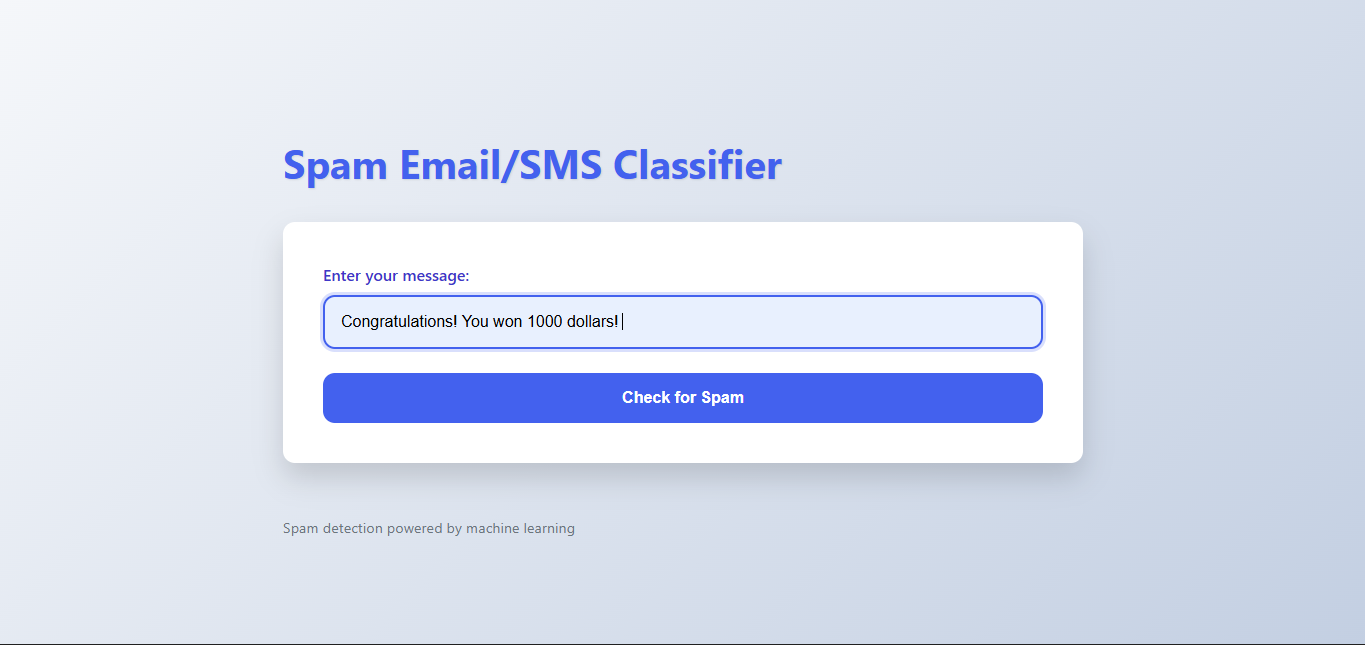 Spam Email/SMS Classifier
Enter your message:
Congratulations! You won 1000 dollars!
Check for Spam
Spam detection powered by machine learning